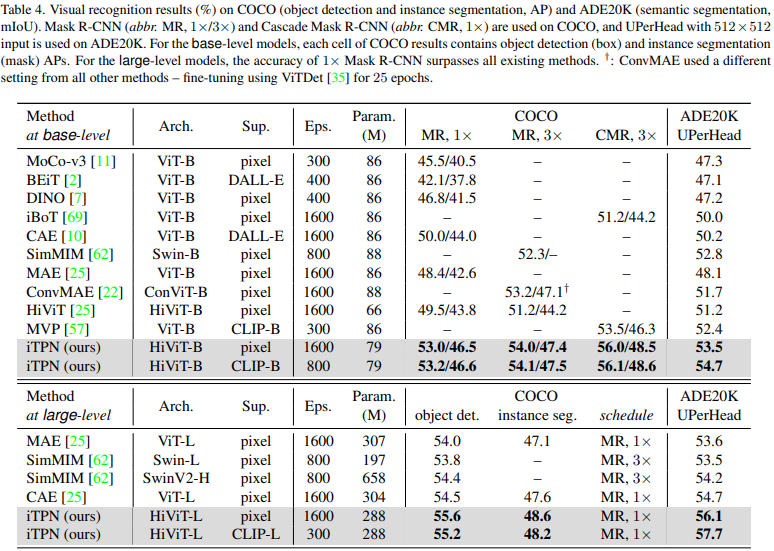 Table 4. Visual recognition results (%) on COCO (object detection and instance segmentation, AP) and ADE20K (semantic segmentation,
mIoU). Mask R-CNN (abbr. MR, 1×/3×) and Cascade Mask R-CNN (abbr. CMR, 1×) are used on COCO, and UPerHead with 512×512
input is used on ADE20K. For the base-level models, each cell of COCO results contains object detection (box) and instance segmentation
(mask) APs. For the large-level models, the accuracy of 1× Mask R-CNN surpasses all existing methods. †: ConvMAE used a different
setting from all other methods – fine-tuning using ViTDet [35] for 25 epochs.
Method Arch. Sup. Eps. Param. COCO ADE20K
at base-level (M) MR, 1× MR, 3× CMR, 3× UPerHead
MoCo-v3 [11] ViT-B pixel 300 86 45.5/40.5 – – 47.3
BEiT [2] ViT-B DALL-E 400 86 42.1/37.8 – – 47.1
DINO [7] ViT-B pixel 400 86 46.8/41.5 – – 47.2
iBoT [69] ViT-B pixel 1600 86 – – 51.2/44.2 50.0
CAE [10] ViT-B DALL-E 1600 86 50.0/44.0 – – 50.2
SimMIM [62] Swin-B pixel 800 88 – 52.3/– – 52.8
MAE [25] ViT-B pixel 1600 86 48.4/42.6 – – 48.1
ConvMAE [22] ConViT-B pixel 1600 88 – 53.2/47.1† – 51.7
HiViT [25] HiViT-B pixel 1600 66 49.5/43.8 51.2/44.2 – 51.2
MVP [57] ViT-B CLIP-B 300 86 – – 53.5/46.3 52.4
iTPN (ours) HiViT-B pixel 1600 79 53.0/46.5 54.0/47.4 56.0/48.5 53.5
iTPN (ours) HiViT-B CLIP-B 800 79 53.2/46.6 54.1/47.5 56.1/48.6 54.7
Method Arch. Sup. Eps. Param. COCO ADE20K
at large-level (M) object det. instance seg. schedule UPerHead
MAE [25] ViT-L pixel 1600 307 54.0 47.1 MR, 1× 53.6
SimMIM [62] Swin-L pixel 800 197 53.8 – MR, 3× 53.5
SimMIM [62] SwinV2-H pixel 800 658 54.4 – MR, 3× 54.2
CAE [25] ViT-L pixel 1600 304 54.5 47.6 MR, 1× 54.7
iTPN (ours) HiViT-L pixel 1600 288 55.6 48.6 MR, 1× 56.1
iTPN (ours) HiViT-L CLIP-L 300 288 55.2 48.2 MR, 1× 57.7